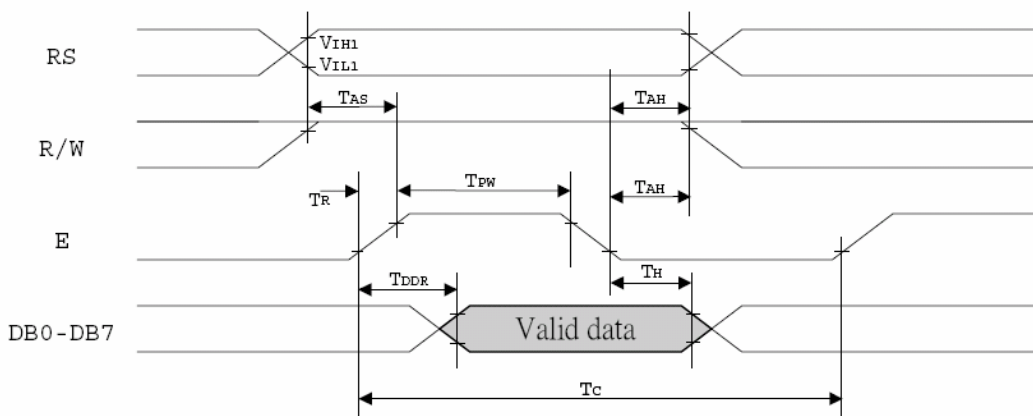 RS
VIH1
VIL1
TAS
TAH
R/W
TR
TPW
TAH
E
TDDR
TH
DB0-DB7
Valid data
TC